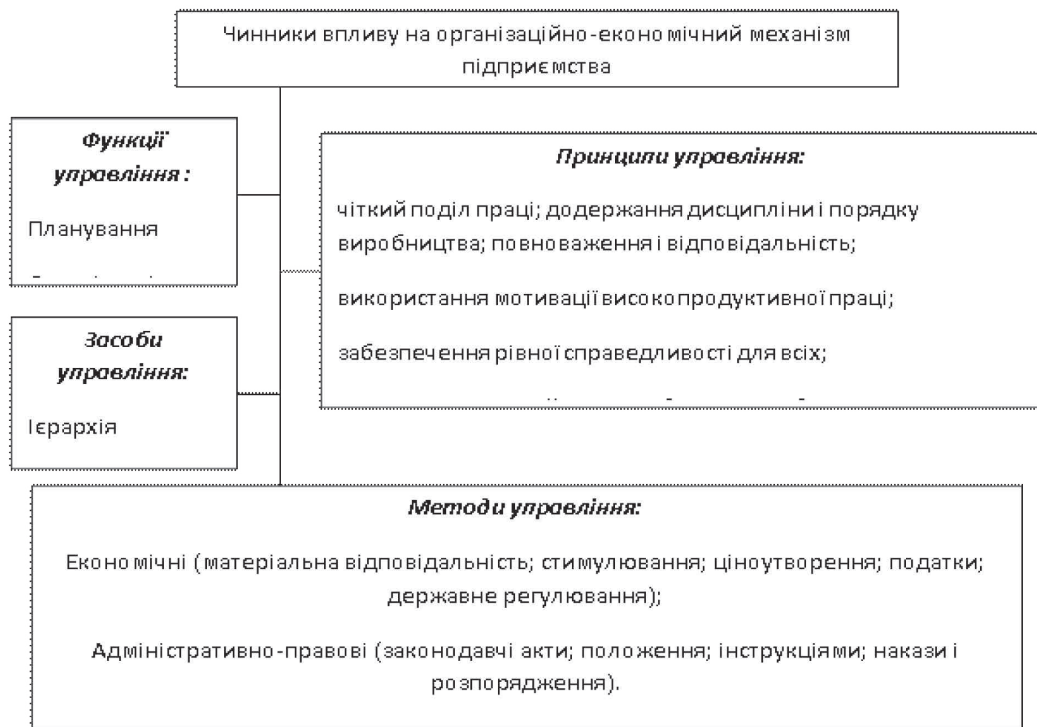 Чинники впливу на організаційно-економічний механізм
підприємства
Функції
управління :
Планування
Принципи управління:
чіткий поділ праці; додержання дисципліни і порядку
виробництва; повноваження і відповідальність;
використання мотивації високопродуктивної праці;
забезпечення рівної справедливості для всіх;
Засоби
управління:
Ієрархія
Методи управління:
Економічні (матеріальна відповідальність; стимулювання; ціноутворення; податки;
державне регулювання);
Адміністративно-правові (законодавчі акти; положення; інструкціями; накази і
розпорядження).